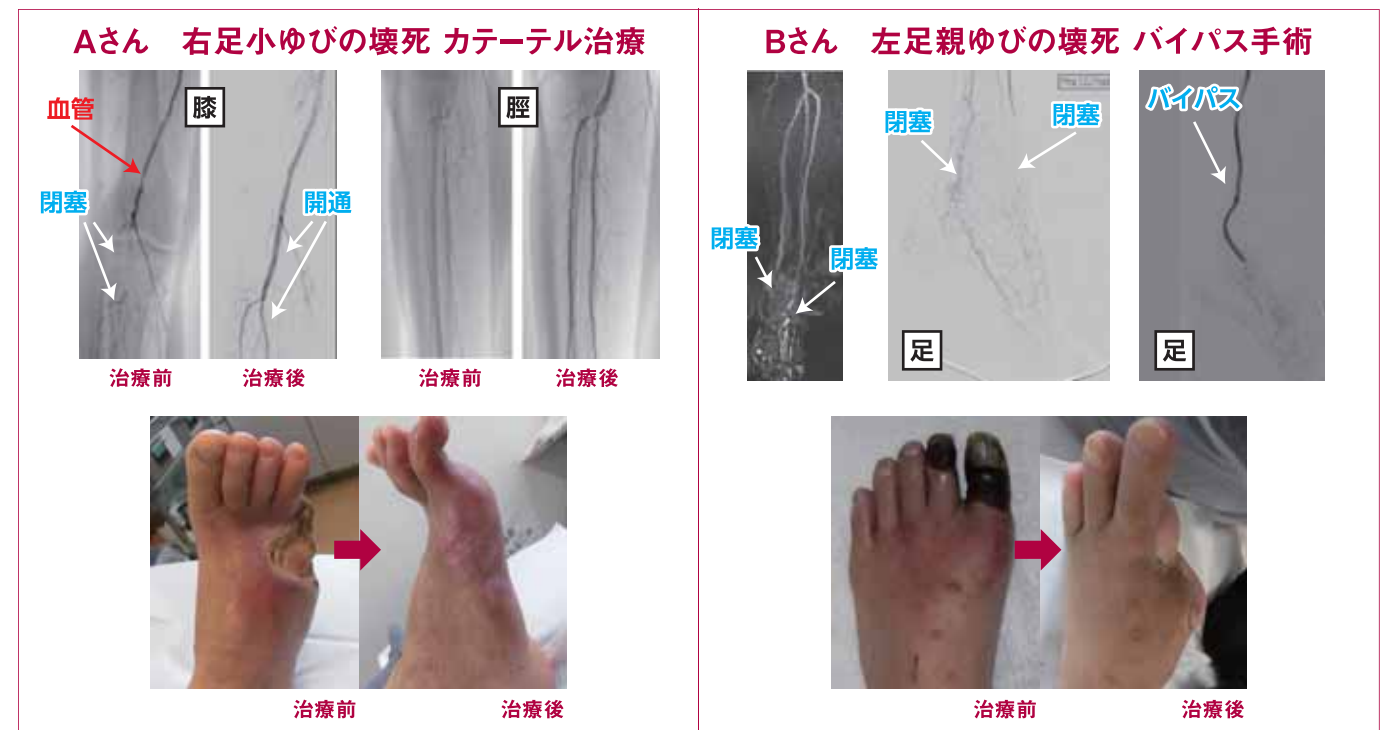 Aさん 右足小ゆびの壊死 カテーテル治療
血管
膝
閉塞
開通
脛
治療前
治療後
治療前
治療後
治療前
治療後
Bさん 左足親ゆびの壊死 バイパス手術
閉塞
閉塞
閉塞
閉塞
足
バイパス
足
治療前
治療後